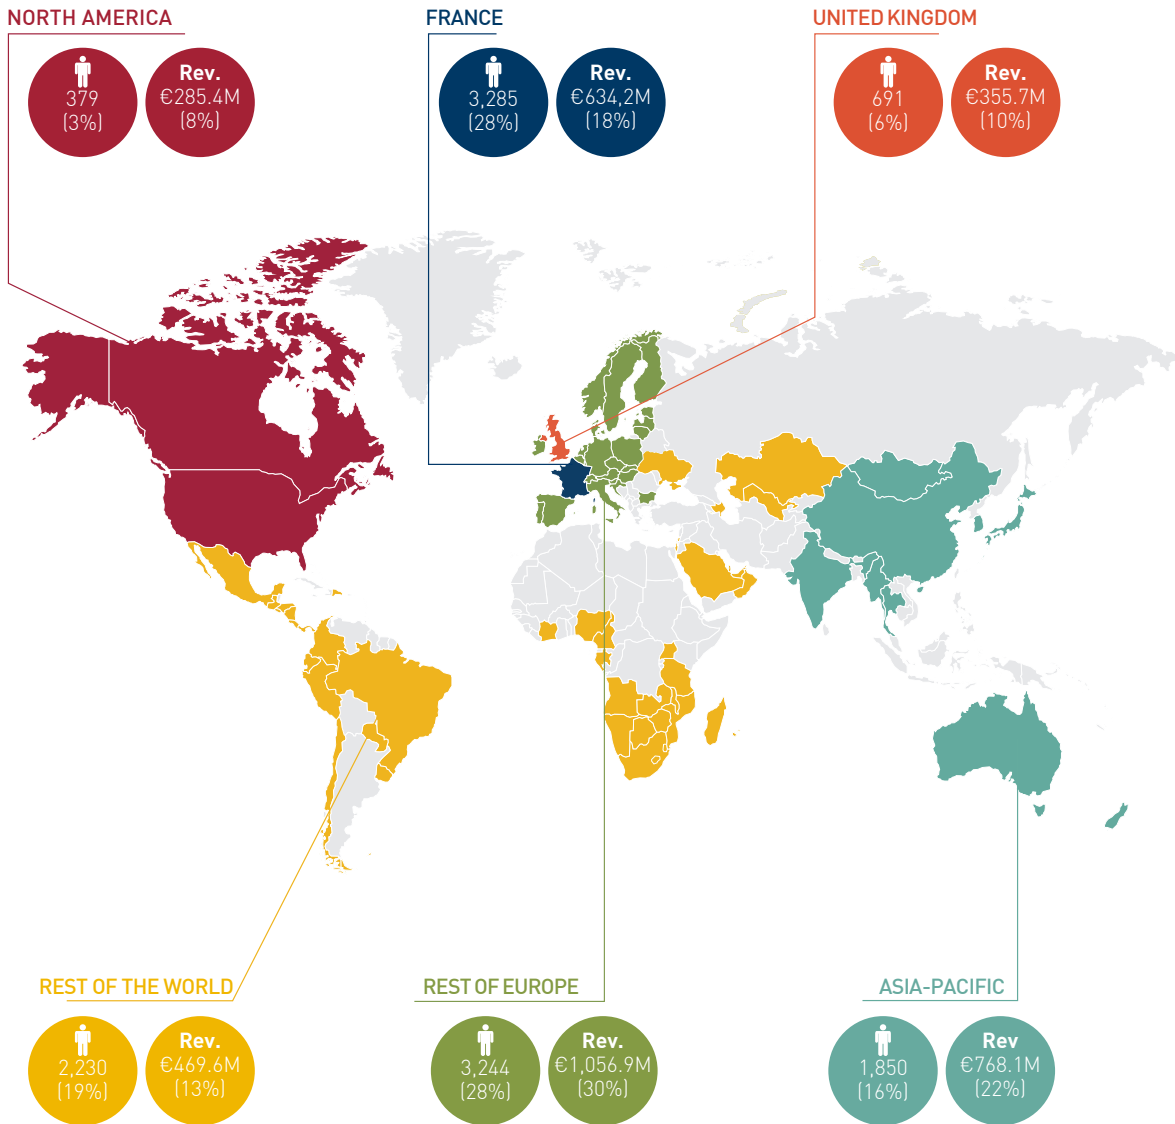 NORTH AMERICA
379
(3%)
Rev.
€285.4M
(8%)
FRANCE
3,285
(28%)
Rev.
€634,2M
(18%)
UNITED KINGDOM
691
(6%)
Rev.
€355.7M
(10%)
REST OF THE WORLD
2,230
(19%)
Rev.
€469.6M
(13%)
REST OF EUROPE
3,244
(28%)
Rev.
€1,056.9M
(30%)
ASIA-PACIFIC
1,850
(16%)
Rev
€768.1M
(22%)